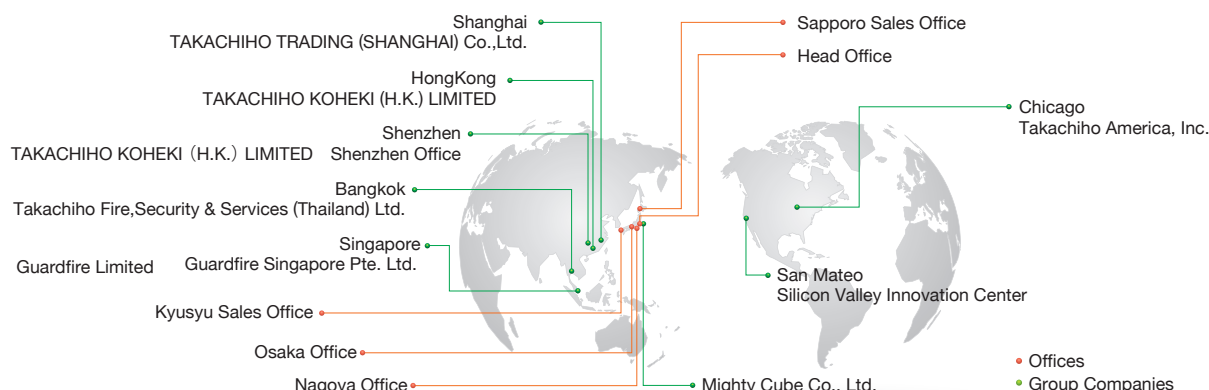 Shanghai
TAKACHIHO TRADING (SHANGHAI) Co.,Ltd.
HongKong
TAKACHIHO KOHEKI (H.K.) LIMITED
Shenzhen
TAKACHIHO KOHEKI (H.K.) LIMITED Shenzhen Office
Bangkok
Takachiho Fire,Security & Services (Thailand) Ltd.
Singapore
Guardfire Limited Guardfire Singapore Pte. Ltd.
Kyusyu Sales Office
Osaka Office
Nagoya Office
Sapporo Sales Office
Head Office
Chicago
Takachiho America, Inc.
San Mateo
Silicon Valley Innovation Center
Mighty Cube Co., Ltd.
Offices
Group Companies